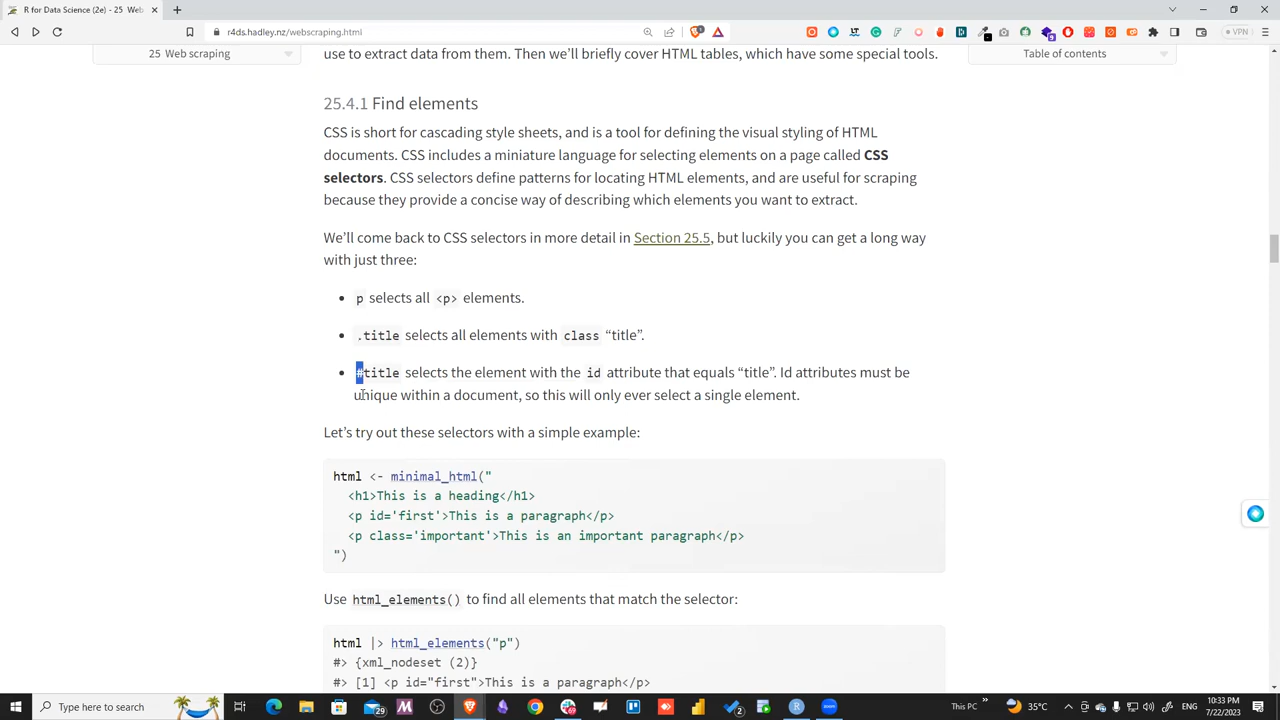 R for Data Science (2e) - 25 Web
r4ds.hadley.nz/webscraping.html
VPN
25 Web scraping
Table of contents
use to extract data from them. Then we'll briefly cover HTML tables, which have some special tools.
25.4.1 Find elements
CSS is short for cascading style sheets, and is a tool for defining the visual styling of HTML
documents. CSS includes a miniature language for selecting elements on a page called CSS
selectors. CSS selectors define patterns for locating HTML elements, and are useful for scraping
because they provide a concise way of describing which elements you want to extract.
We'll come back to CSS selectors in more detail in Section 25.5, but luckily you can get a long way
with just three:
• p selects all <p> elements.
• .title selects all elements with class “title”.
• #title selects the element with the id attribute that equals “title”. Id attributes must be
unique within a document, so this will only ever select a single element.
Let's try out these selectors with a simple example:
html <- minimal_html("
<h1>This is a heading</h1>
<p id='first'>This is a paragraph</p>
<p class='important'>This is an important paragraph</p>
")
Use html_elements() to find all elements that match the selector:
html |> html_elements("p")
#> {xml_nodeset (2)}
#> [1] <p id="first">This is a paragraph</p>
Type here to search
29
2
This PC
35°C
ENG
10:33 PM
7/22/2023